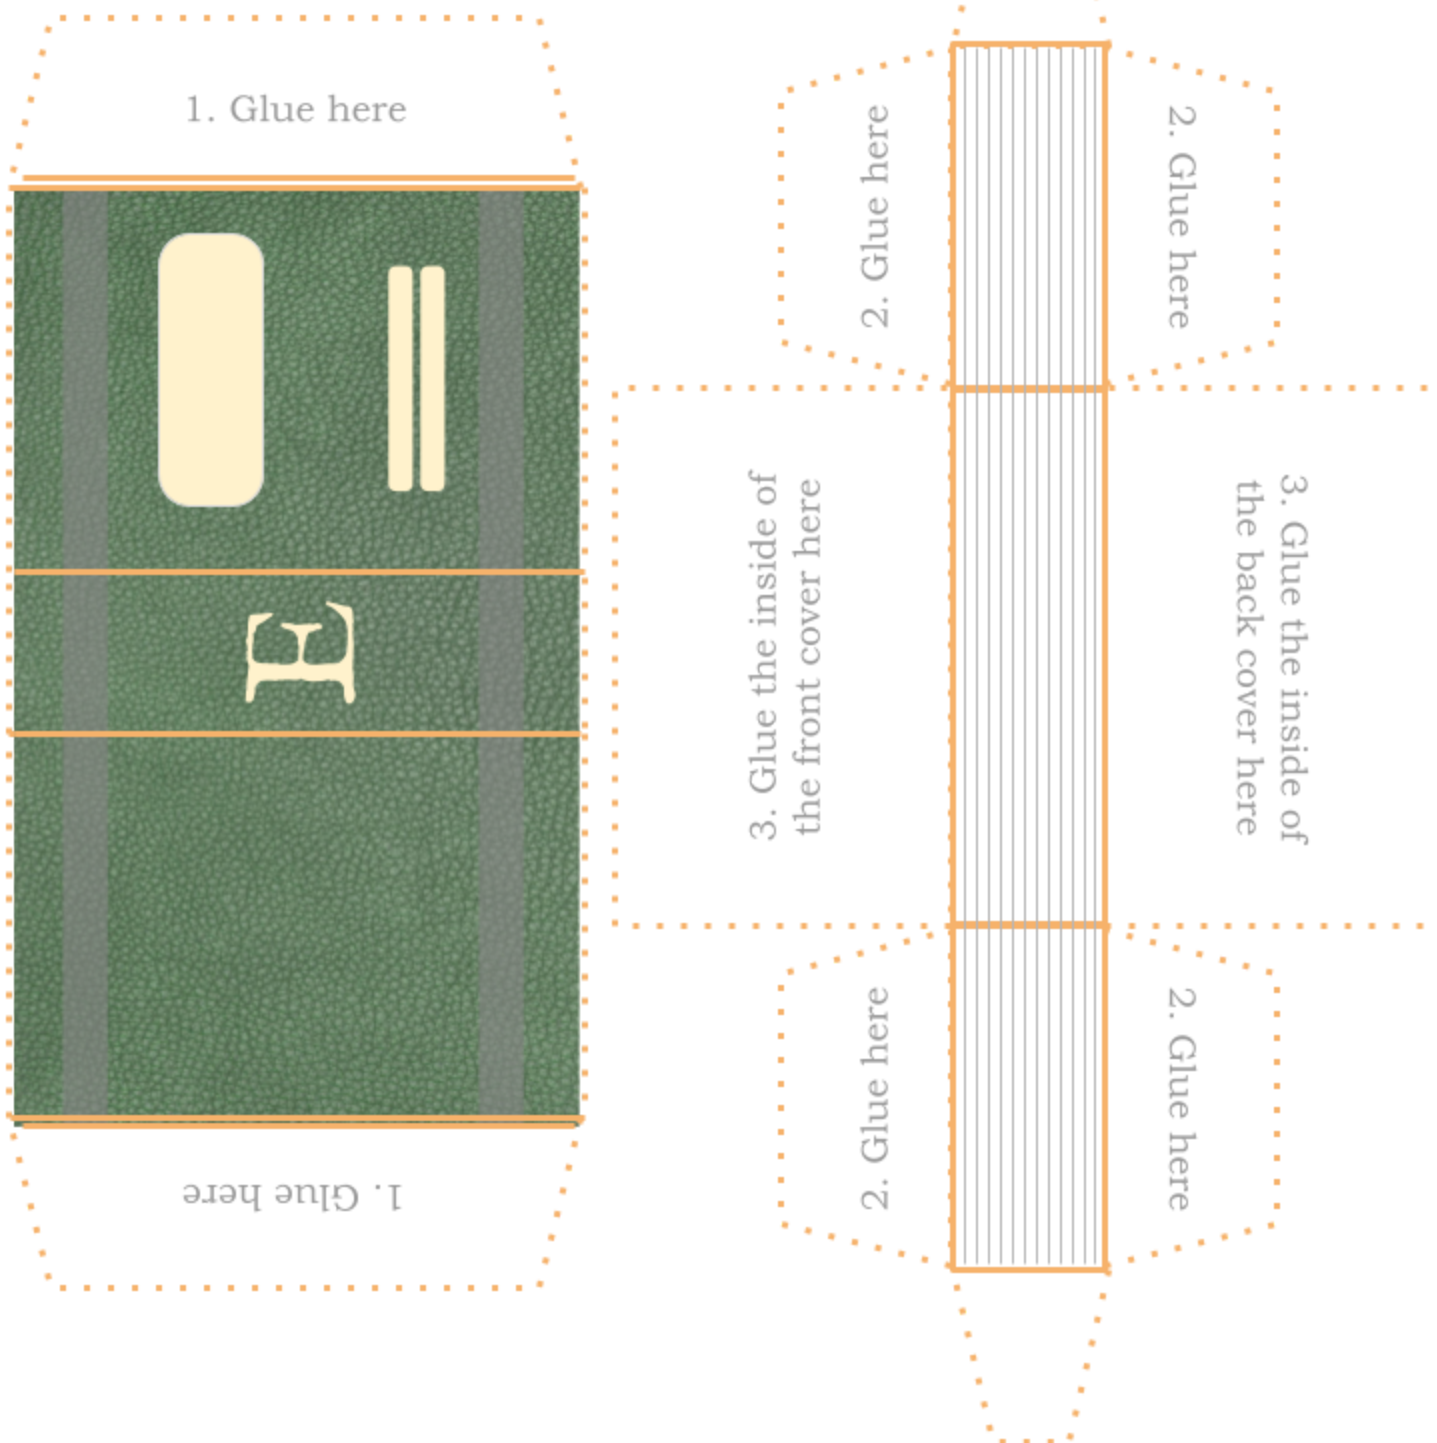 1. Glue here
E
1. Glue here
2. Glue here
2. Glue here
3. Glue the inside of
the front cover here
3. Glue the inside of
the back cover here
2. Glue here
2. Glue here